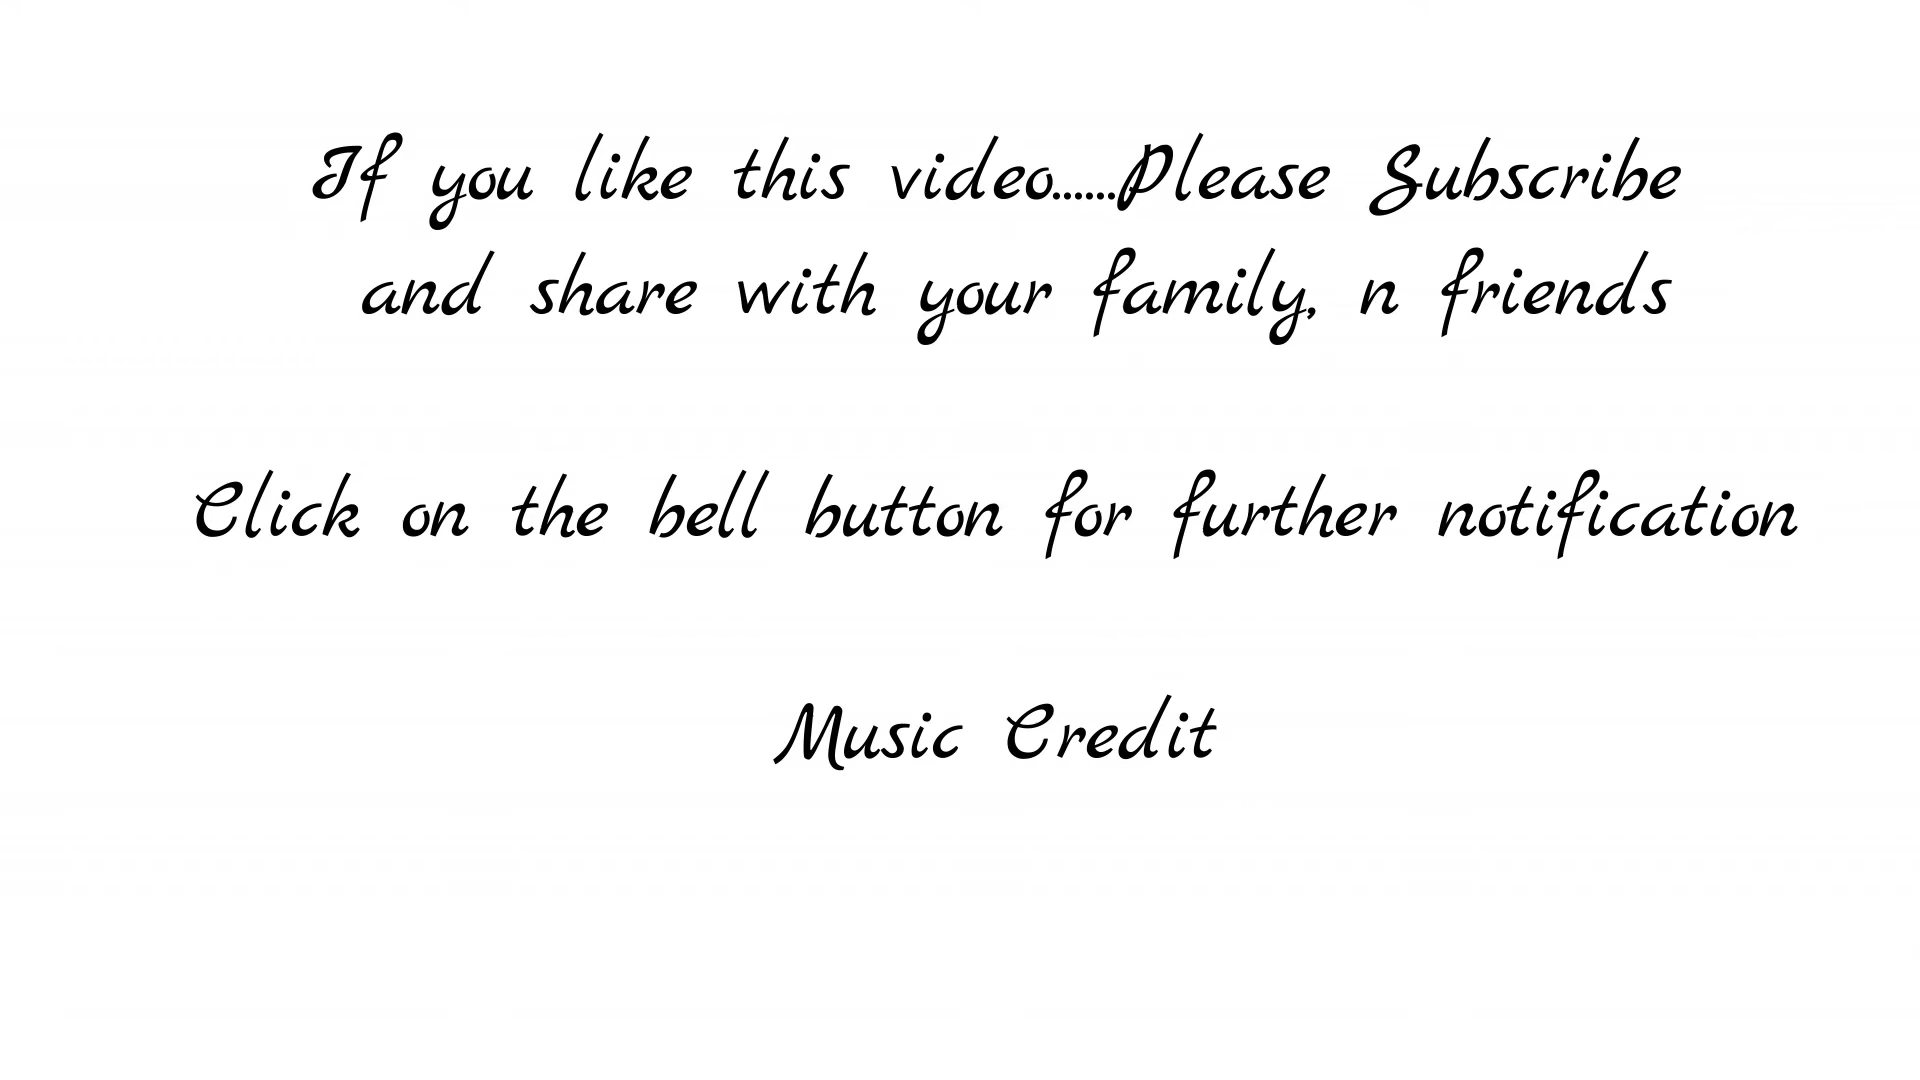 If you like this video......Please Subscribe
and share with your family, n friends
Click on the bell button for further notification
Music Credit